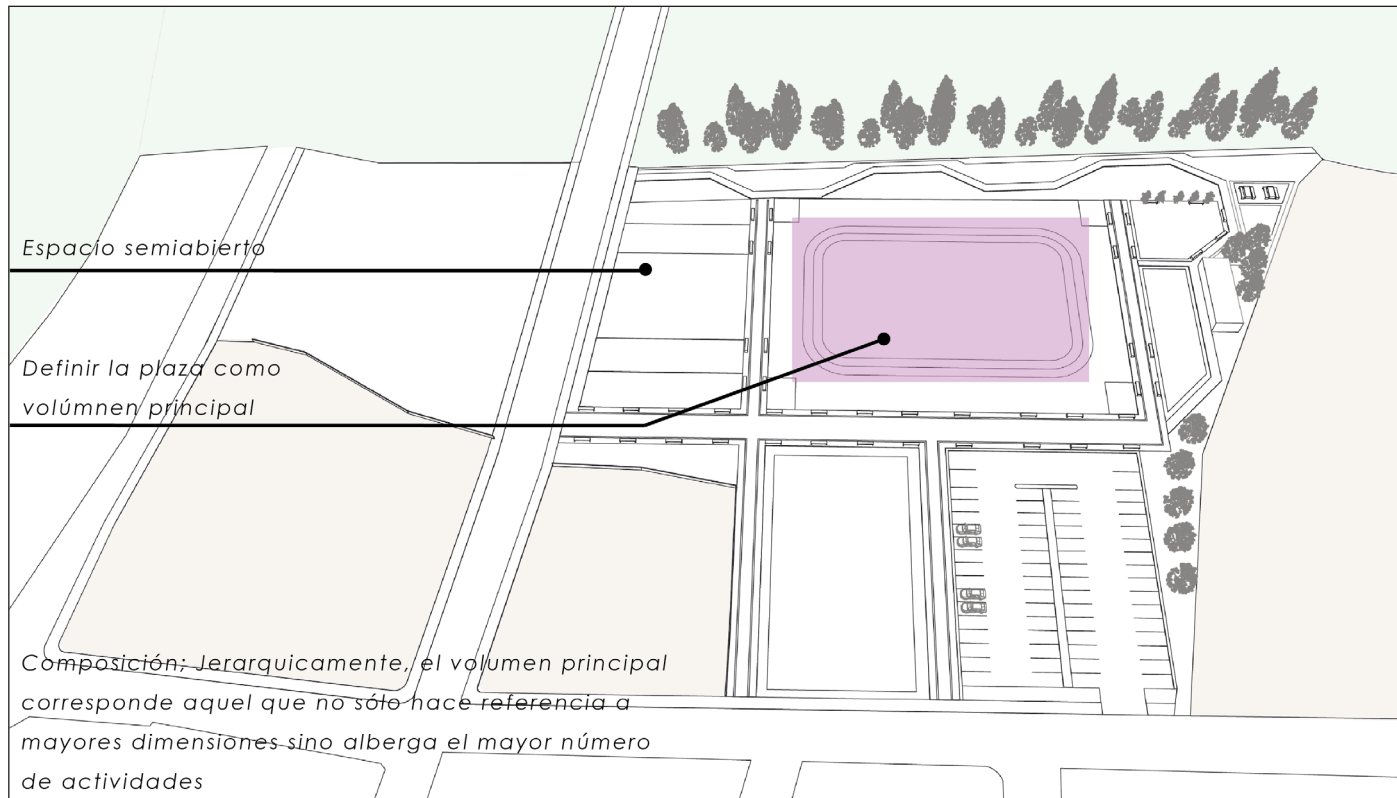 Espacio semiabierto
Definir la plaza como
volúmnen principal
Composición; Jerarquicamente, el volumen principal
corresponde aquel que no sólo hace referencia a
mayores dimensiones sino alberga el mayor número
de actividades